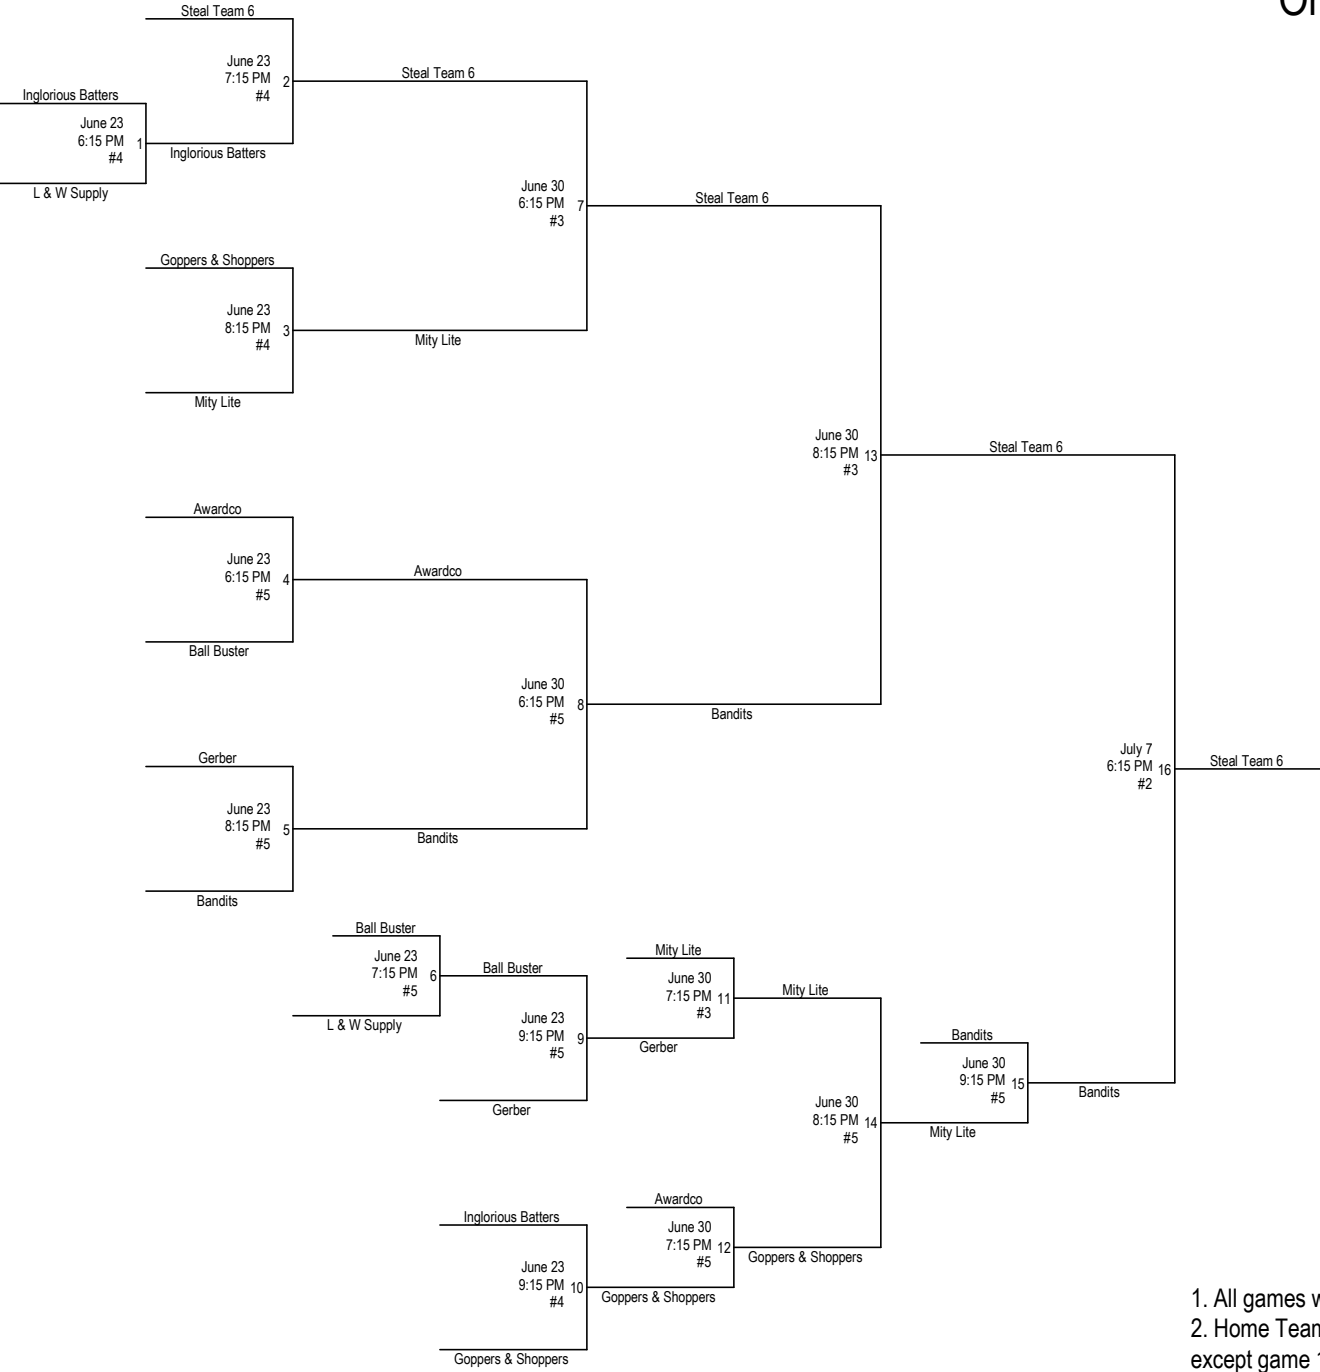 Steal Team 6
June 23
7:15 PM 2
#4
Steal Team 6
Inglorious Batters
June 23
6:15 PM 1
#4
Inglorious Batters
L & W Supply
June 30
6:15 PM 7
#3
Steal Team 6
Goppers & Shoppers
June 23
8:15 PM 3
#4
Mity Lite
Mity Lite
June 30
8:15 PM 13
#3
Steal Team 6
Awardco
June 23
6:15 PM 4
#5
Awardco
Ball Buster
June 30
6:15 PM 8
#5
Bandits
Gerber
June 23
8:15 PM 5
#5
Bandits
Bandits
July 7
6:15 PM 16
#2
Steal Team 6
Ball Buster
June 23
7:15 PM 6
#5
Ball Buster
L & W Supply
June 23
9:15 PM 9
#5
Gerber
Gerber
Mity Lite
June 30
7:15 PM 11
#3
Mity Lite
June 30
8:15 PM 14
#5
Mity Lite
Bandits
June 30
9:15 PM 15
#5
Bandits
Inglorious Batters
June 23
9:15 PM 10
#4
Goppers & Shoppers
Goppers & Shoppers
Awardco
June 30
7:15 PM 12
#5
Goppers & Shoppers
1. All games
2. Home Team
except game